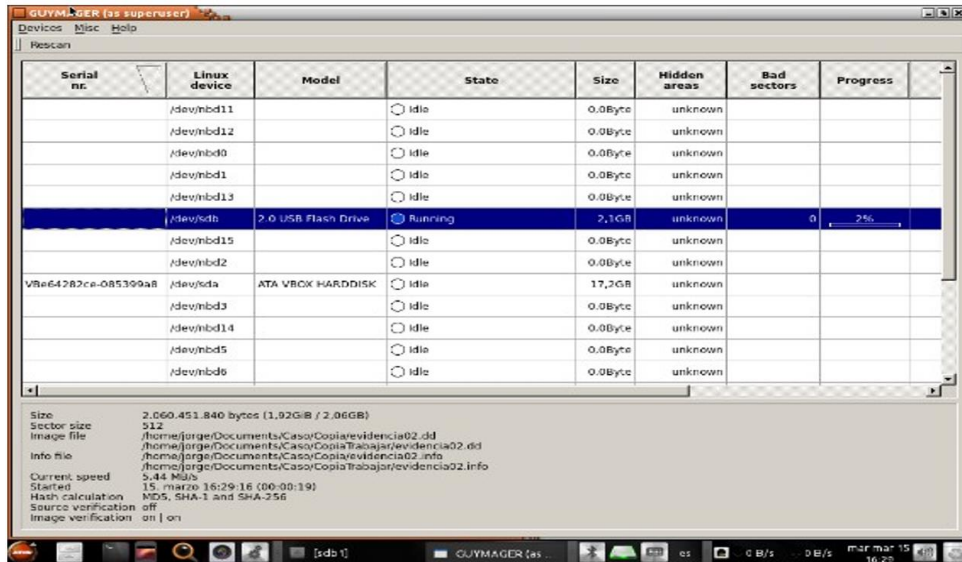 GUYMAGER (as superuser)
Devices Misc Help
Rescan
Serial nr. Linux device Model State Size Hidden areas Bad sectors Progress
/dev/nbd11 Idle 0.0Byte unknown
/dev/nbd12 Idle 0.0Byte unknown
/dev/nbd0 Idle 0.0Byte unknown
/dev/nbd1 Idle 0.0Byte unknown
/dev/nbd13 Idle 0.0Byte unknown
/dev/sdb 2.0 USB Flash Drive Running 2,1GB unknown 0 2%
/dev/nbd15 Idle 0.0Byte unknown
/dev/nbd2 Idle 0.0Byte unknown
VBe64282ce-085399a8 /dev/sda ATA VBOX HARDDISK Idle 17,2GB unknown
/dev/nbd3 Idle 0.0Byte unknown
/dev/nbd14 Idle 0.0Byte unknown
/dev/nbd5 Idle 0.0Byte unknown
/dev/nbd6 Idle 0.0Byte unknown
Size 2.060.451.840 bytes (1,92GiB / 2,06GB)
Sector size 512
Image file /home/jorge/Documents/Caso/Copia/evidencia02.dd
/home/jorge/Documents/Caso/CopiaTrabajar/evidencia02.dd
Info file /home/jorge/Documents/Caso/Copia/evidencia02.info
/home/jorge/Documents/Caso/CopiaTrabajar/evidencia02.info
Current speed 5.44 MB/s
Started 15. marzo 16:29:16 (00:00:19)
Hash calculation MD5, SHA-1 and SHA-256
Source verification off
Image verification on | on
[sdb1] GUYMAGER (as ... es 0 B/s 0 B/s mar mar 15
16:29